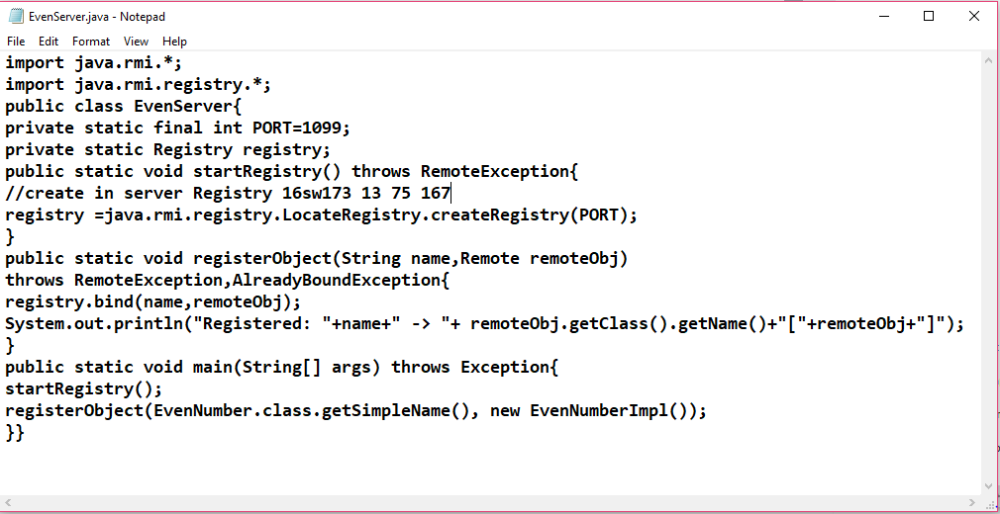 EvenServer.java - Notepad
File Edit Format View Help
import java.rmi.*;
import java.rmi.registry.*;
public class EvenServer{
private static final int PORT=1099;
private static Registry registry;
public static void startRegistry() throws RemoteException{
//create in server Registry 16sw173 13 75 167
registry =java.rmi.registry.LocateRegistry.createRegistry(PORT);
}
public static void registerObject(String name,Remote remoteObj)
throws RemoteException,AlreadyBoundException{
registry.bind(name,remoteObj);
System.out.println("Registered: "+name+" -> "+ remoteObj.getClass().getName()+"["+remoteObj+"]");
}
public static void main(String[] args) throws Exception{
startRegistry();
registerObject(EvenNumber.class.getSimpleName(), new EvenNumberImpl());
}}